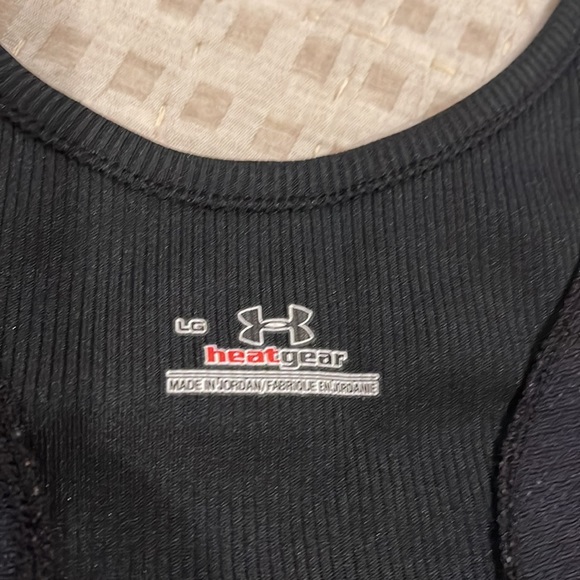 LG
heatgear
MADE IN JORDAN/FABRIQUE EN JORDANIE